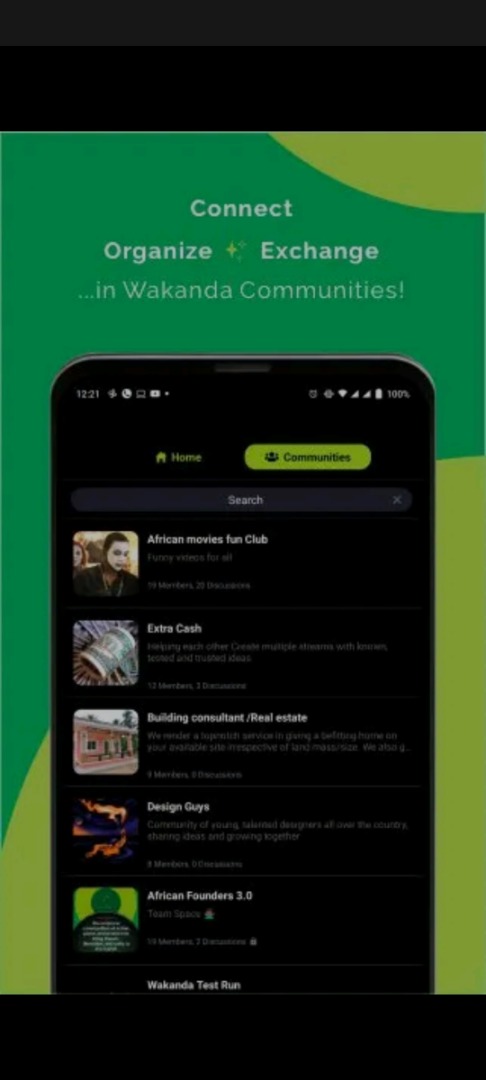 Connect
Organize ✨ Exchange
...in Wakanda Communities!
12:21
100%
Home
Communities
Search
African movies fun Club
Funny videos for all
19 Members, 20 Discussions
Extra Cash
Helping each other Create multiple streams with known,
tested and trusted ideas
12 Members, 3 Discussions
Building consultant /Real estate
We render a topnotch service in giving a befitting home on
your available site irrespective of land mass/size. We also g...
9 Members, 0 Discussions
Design Guys
Community of young, talented designers all over the country,
sharing ideas and growing together
8 Members, 0 Discussions
African Founders 3.0
Team Space
19 Members, 2 Discussions
Wakanda Test Run